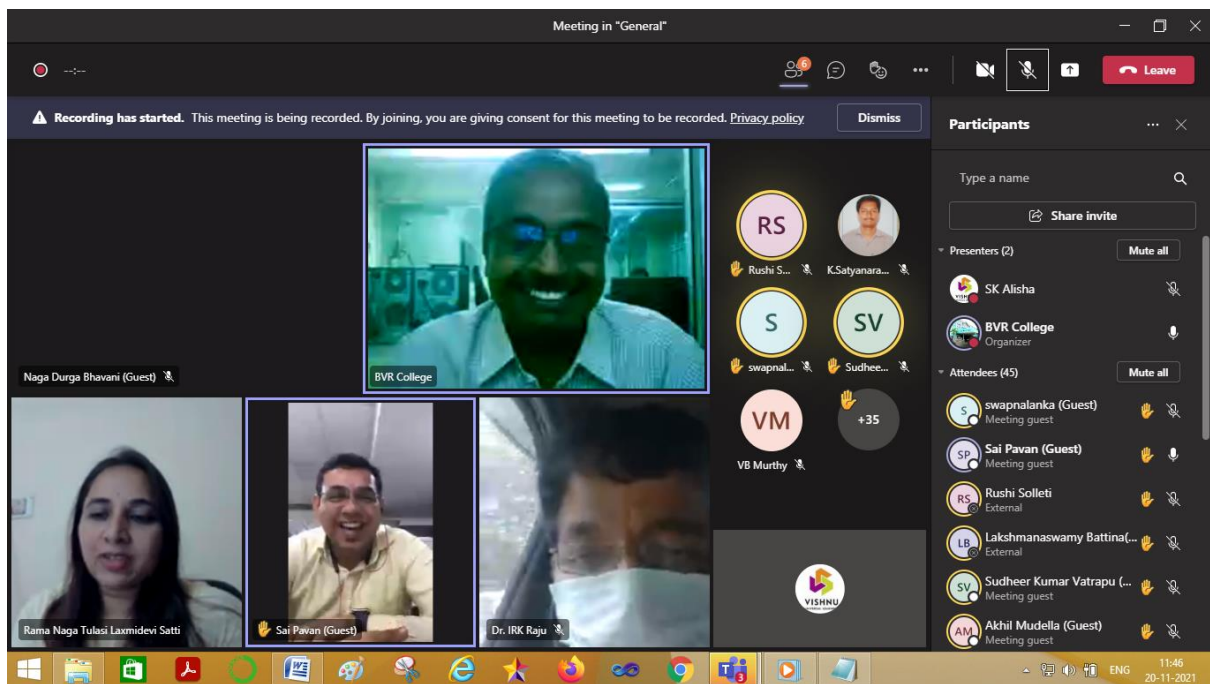 Meeting in "General"
--:--
6
...
Leave
Recording has started. This meeting is being recorded. By joining, you are giving consent for this meeting to be recorded. Privacy policy
Dismiss
Naga Durga Bhavani (Guest)
BVR College
Rama Naga Tulasi Laxmidevi Satti
Sai Pavan (Guest)
Dr. IRK Raju
RS
Rushi S...
K.Satyanara...
S
swapnal...
SV
Sudhee...
VM
VB Murthy
+35
VISHNU
Participants
...
Type a name
Share invite
Presenters (2)
Mute all
SK Alisha
BVR College
Organizer
Attendees (45)
Mute all
S
swapnalanka (Guest)
Meeting guest
SP
Sai Pavan (Guest)
Meeting guest
RS
Rushi Solleti
External
LB
Lakshmanaswamy Battina(...
External
SV
Sudheer Kumar Vatrapu (...
Meeting guest
AM
Akhil Mudella (Guest)
Meeting guest
ENG
11:46
20-11-2021